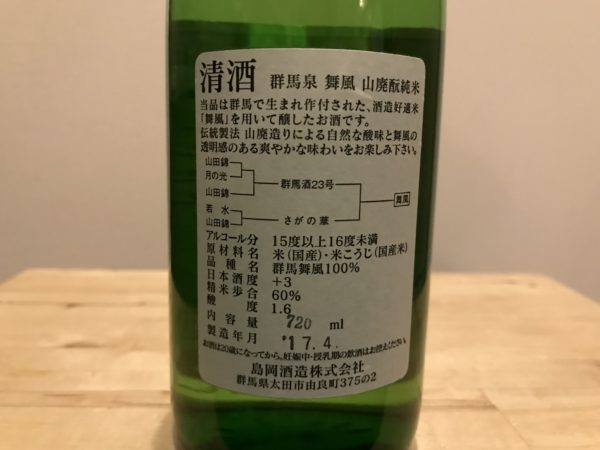 清酒 群馬泉 舞風 山廃酛純米
当品は群馬で生まれ作付された、酒造好適米
「舞風」を用いて醸したお酒です。
伝統製法 山廃造りによる自然な酸味と舞風の
透明感のある爽やかな味わいをお楽しみ下さい。
山田錦
月の光
山田錦
群馬酒23号
舞風
若水
山田錦
さがの華
アルコール分 15度以上16度未満
原材料名 米(国産)・米こうじ(国産米)
品種名 群馬舞風100%
日本酒度 +3
精米歩合 60%
酸度 1.6
内容量 720 ml
製造年月 '17.4.
お酒は20歳になってから。妊娠中・授乳期の飲酒はお控えください。
島岡酒造株式会社
群馬県太田市由良町375の2